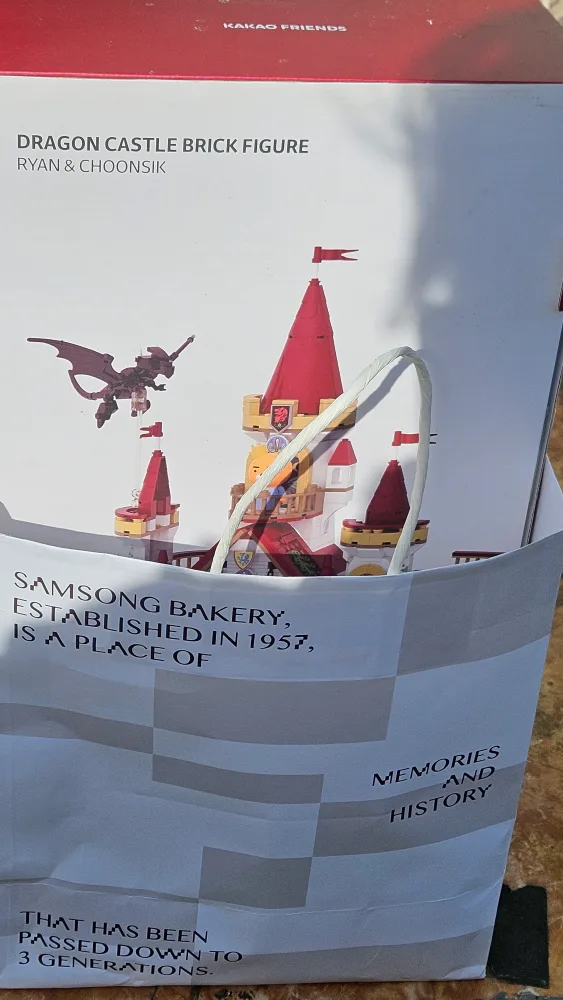 KAKAO FRIENDS
DRAGON CASTLE BRICK FIGURE
RYAN & CHOONSIK
SAMSONG BAKERY,
ESTABLISHED IN 1957,
IS A PLACE OF
MEMORIES
AND
HISTORY
THAT HAS BEEN
PASSED DOWN TO
3 GENERATIONS.